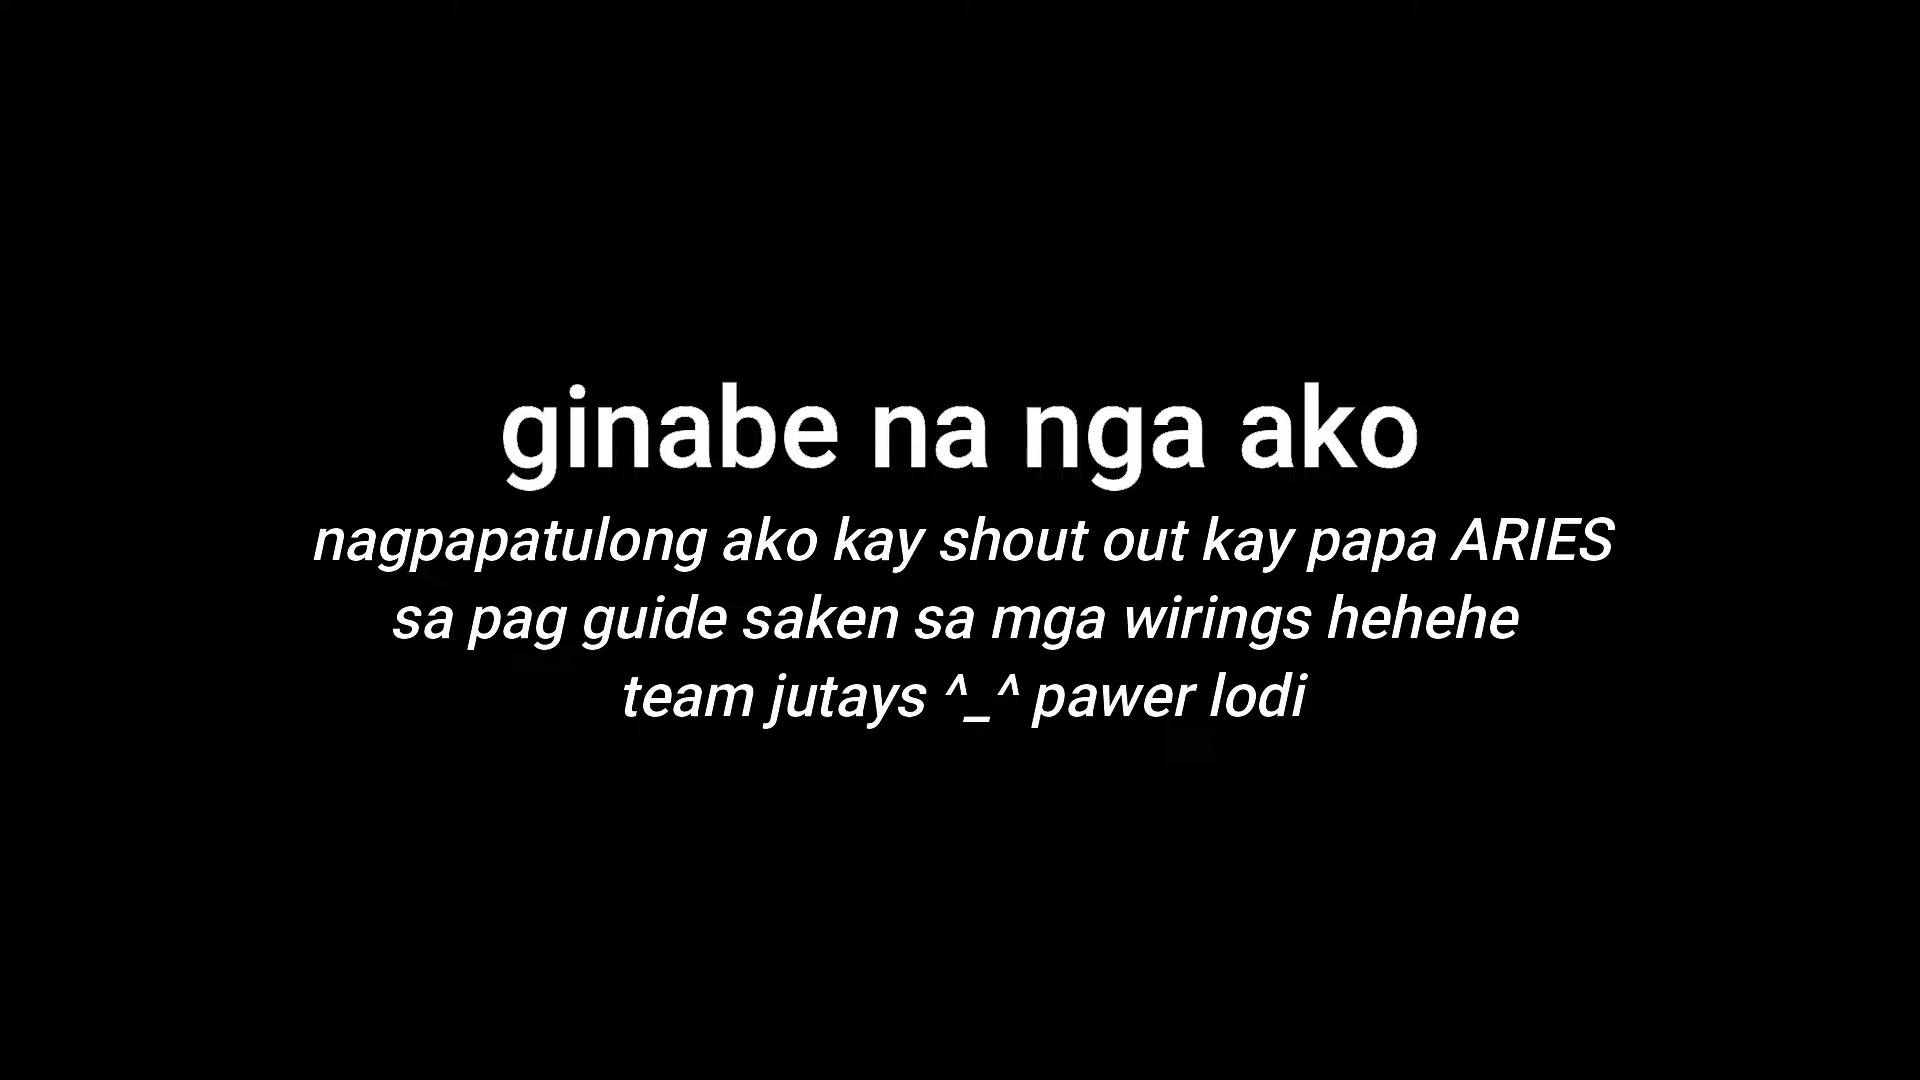 ginabe na nga ako
nagpapatulong ako kay shout out kay papa ARIES
sa pag guide saken sa mga wirings hehehe
team jutays ^_^ pawer lodi